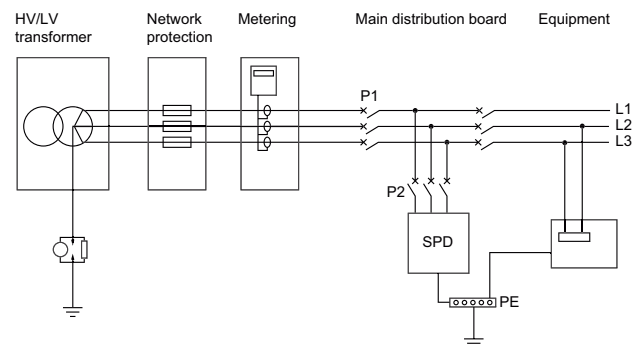 HV/LV
transformer
Network
protection
Metering
Main distribution board
Equipment
P1
L1
L2
L3
P2
SPD
PE